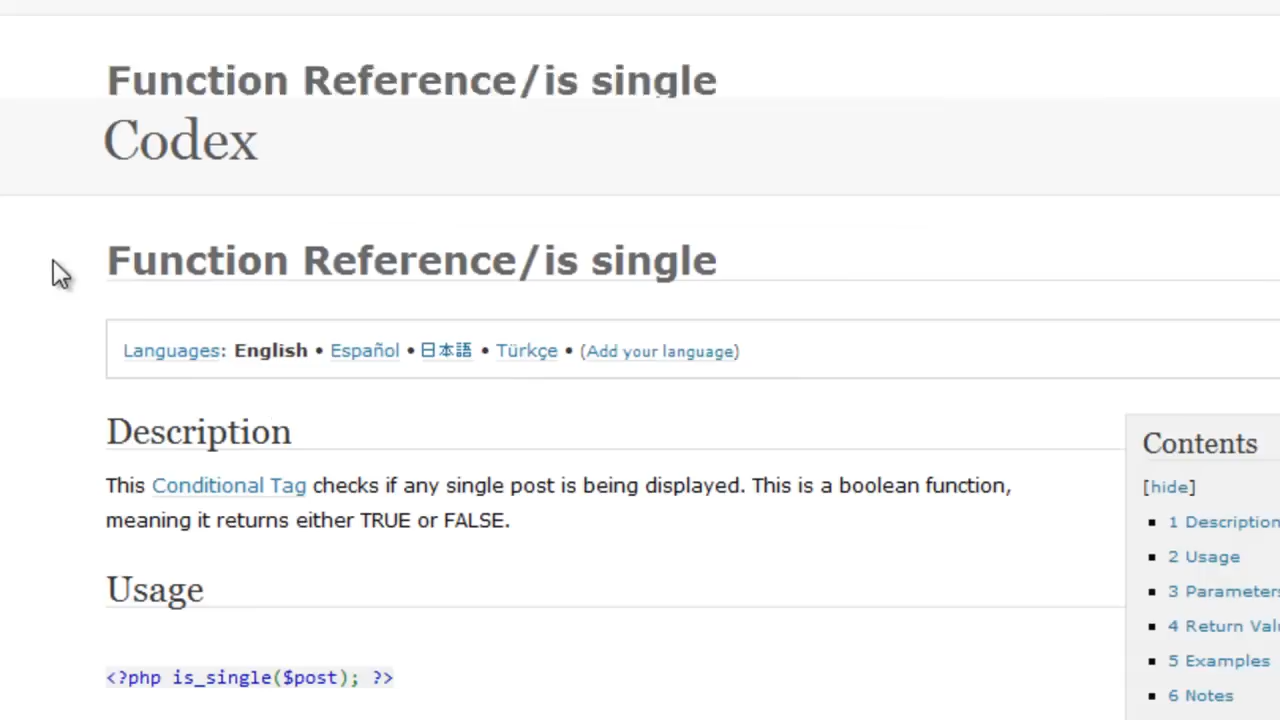 Function Reference/is single
Codex
Function Reference/is single
Languages: English • Español • 日本語 • Türkçe • (Add your language)
Description
This Conditional Tag checks if any single post is being displayed. This is a boolean function,
meaning it returns either TRUE or FALSE.
Usage
<?php is_single($post); ?>
Contents
[hide]
1 Description
2 Usage
3 Parameters
4 Return Val
5 Examples
6 Notes